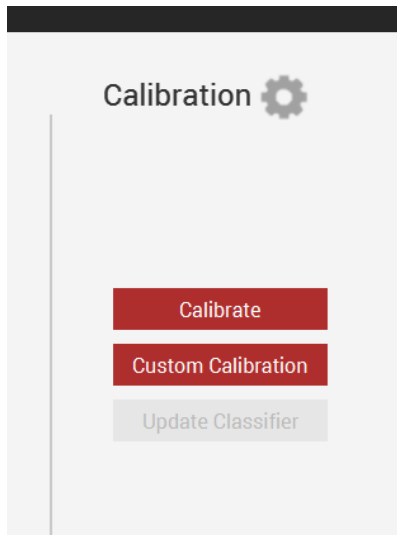 Calibration
Calibrate
Custom Calibration
Update Classifier